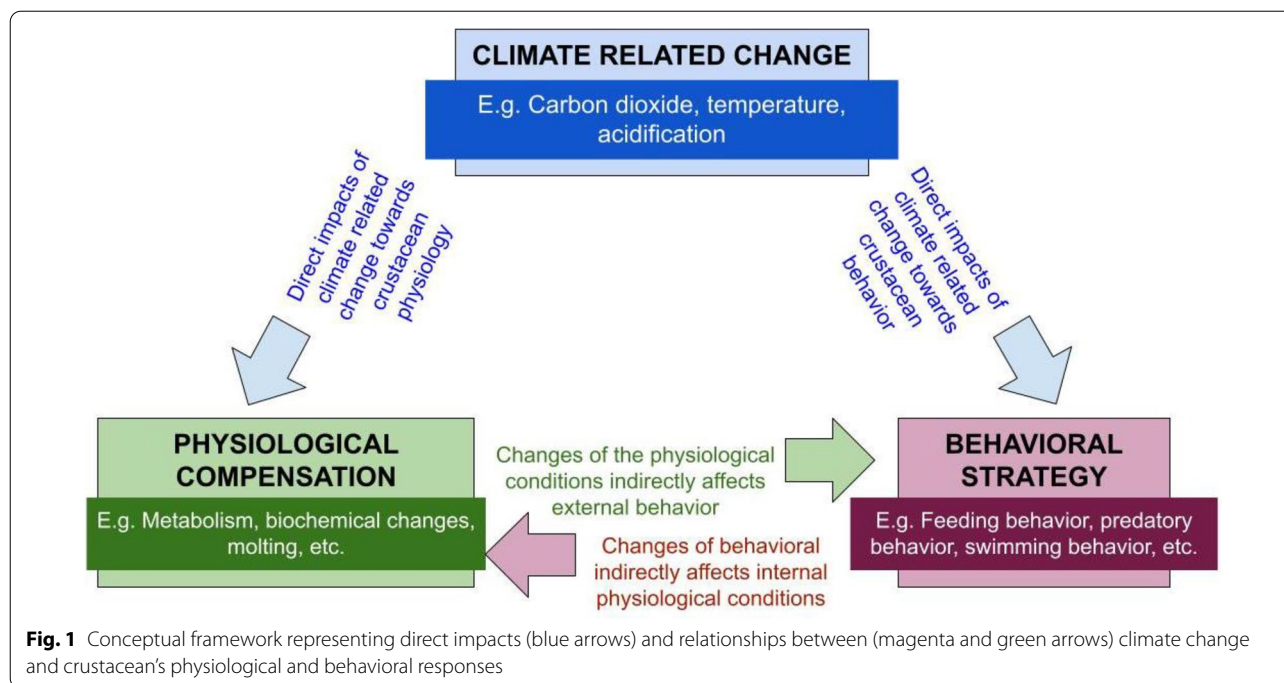 CLIMATE RELATED CHANGE
E.g. Carbon dioxide, temperature,
acidification
Direct impacts of
climate related
change towards
crustacean
physiology
Direct impacts of
climate related
change towards
crustacean
behavior
PHYSIOLOGICAL
COMPENSATION
E.g. Metabolism, biochemical changes,
molting, etc.
Changes of the physiological
conditions indirectly affects
external behavior
Changes of behavioral
indirectly affects internal
physiological conditions
BEHAVIORAL
STRATEGY
E.g. Feeding behavior, predatory
behavior, swimming behavior, etc.
Fig. 1 Conceptual framework representing direct impacts (blue arrows) and relationships between (magenta and green arrows) climate change
and crustacean's physiological and behavioral responses